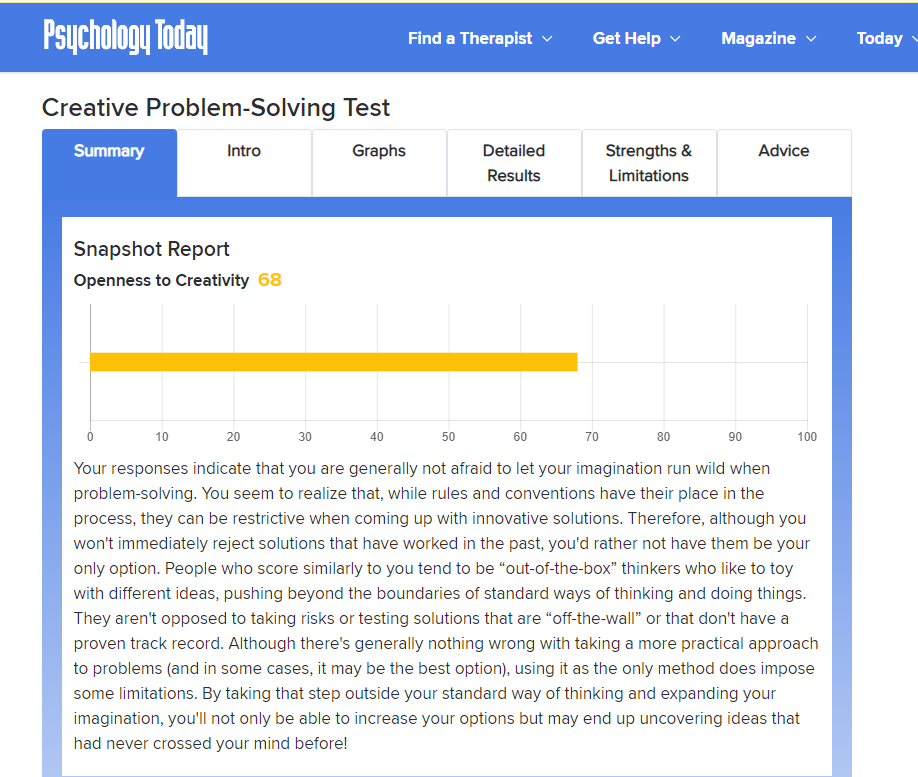 Psychology Today
Find a Therapist
Get Help
Magazine
Today
Creative Problem-Solving Test
Summary
Intro
Graphs
Detailed
Results
Strengths &
Limitations
Advice
Snapshot Report
Openness to Creativity 68
0 10 20 30 40 50 60 70 80 90 100
Your responses indicate that you are generally not afraid to let your imagination run wild when
problem-solving. You seem to realize that, while rules and conventions have their place in the
process, they can be restrictive when coming up with innovative solutions. Therefore, although you
won't immediately reject solutions that have worked in the past, you'd rather not have them be your
only option. People who score similarly to you tend to be “out-of-the-box” thinkers who like to toy
with different ideas, pushing beyond the boundaries of standard ways of thinking and doing things.
They aren't opposed to taking risks or testing solutions that are “off-the-wall” or that don't have a
proven track record. Although there's generally nothing wrong with taking a more practical approach
to problems (and in some cases, it may be the best option), using it as the only method does impose
some limitations. By taking that step outside your standard way of thinking and expanding your
imagination, you'll not only be able to increase your options but may end up uncovering ideas that
had never crossed your mind before!